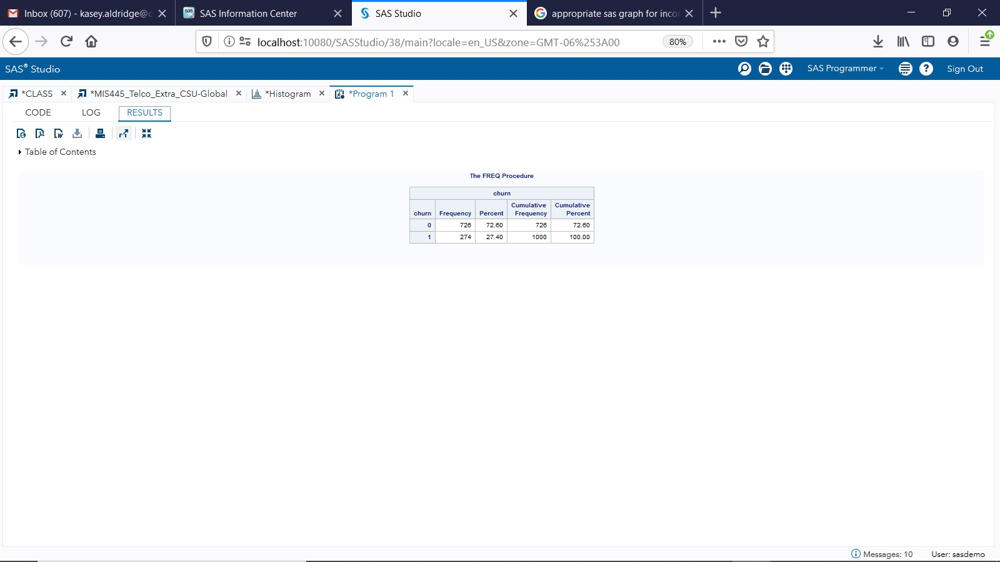 Inbox (607) - kasey.aldridge@c
SAS Information Center
SAS Studio
appropriate sas graph for incor
localhost:10080/SASStudio/38/main?locale=en_US&zone=GMT-06%253A00
80%
SAS® Studio
SAS Programmer
Sign Out
*CLASS
*MIS445_Telco_Extra_CSU-Global
*Histogram
*Program 1
CODE
LOG
RESULTS
Table of Contents
The FREQ Procedure
churn
churn Frequency Percent Cumulative Frequency Cumulative Percent
0 726 72.60 726 72.60
1 274 27.40 1000 100.00
Messages: 10
User: sasdemo